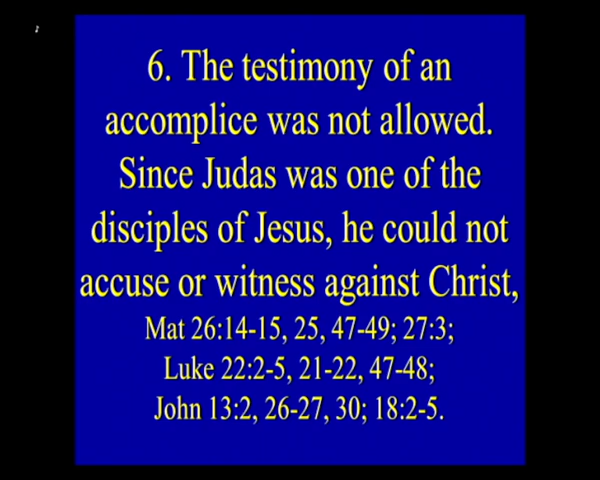 6. The testimony of an
accomplice was not allowed.
Since Judas was one of the
disciples of Jesus, he could not
accuse or witness against Christ,
Mat 26:14-15, 25, 47-49; 27:3;
Luke 22:2-5, 21-22, 47-48;
John 13:2, 26-27, 30; 18:2-5.